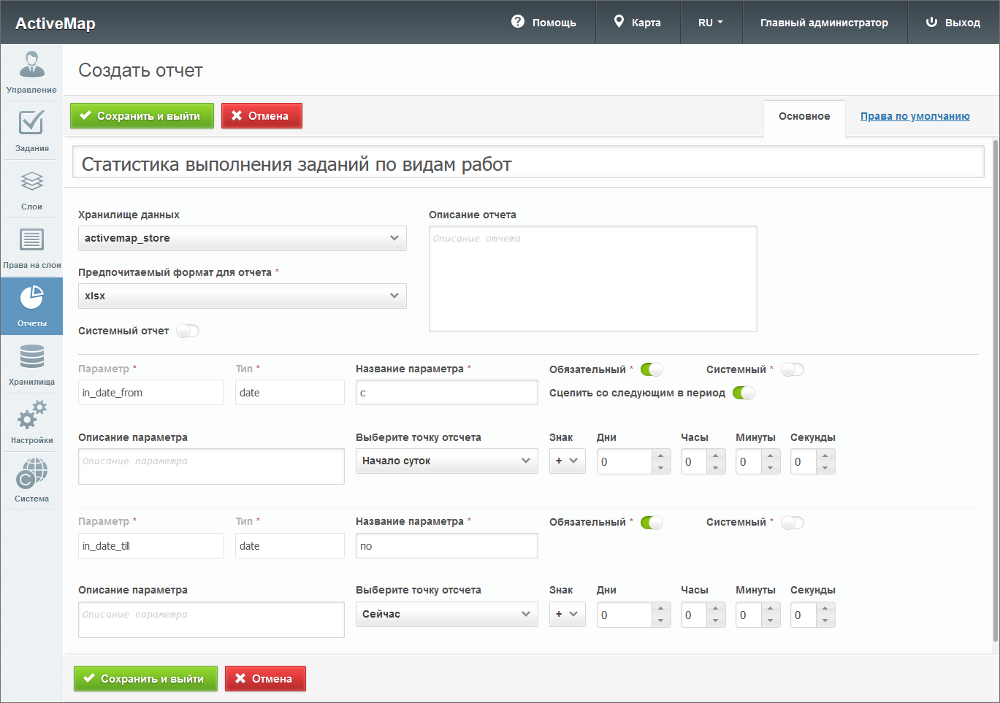 ActiveMap
Помощь
Карта
RU
Главный администратор
Выход
Управление
Задания
Слои
Права на слои
Отчеты
Хранилища
Настройки
Система
Создать отчет
Сохранить и выйти
Отмена
Основное
Права по умолчанию
Статистика выполнения заданий по видам работ
Хранилище данных
activemap_store
Предпочитаемый формат для отчета *
xlsx
Системный отчет
Описание отчета
Описание отчета
Параметр * Тип * Название параметра * Обязательный * Системный *
in_date_from date с Сцепить со следующим в период
Описание параметра Выберите точку отсчета Знак Дни Часы Минуты Секунды
Описание параметра Начало суток + 0 0 0 0
Параметр * Тип * Название параметра * Обязательный * Системный *
in_date_till date по
Описание параметра Выберите точку отсчета Знак Дни Часы Минуты Секунды
Описание параметра Сейчас + 0 0 0 0
Сохранить и выйти
Отмена